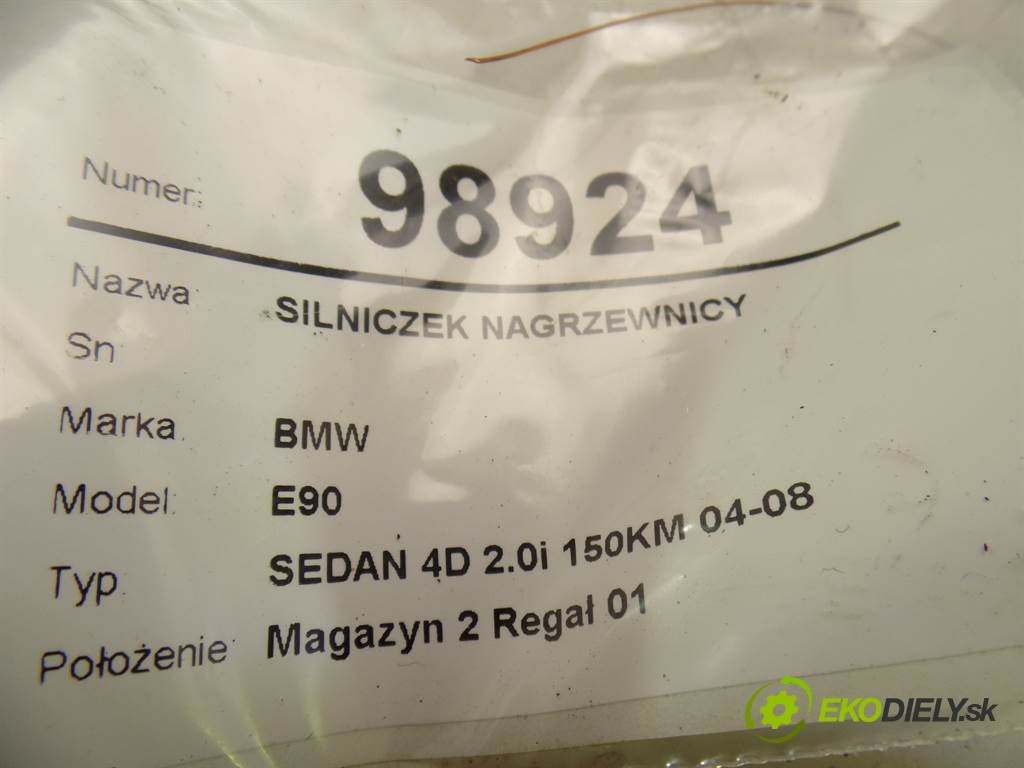 Numer: 98924
Nazwa: SILNICZEK NAGRZEWNICY
Sn
Marka: BMW
Model: E90
Typ SEDAN 4D 2.0i 150KM 04-08
Położenie: Magazyn 2 Regał 01
EKODIELY.sk